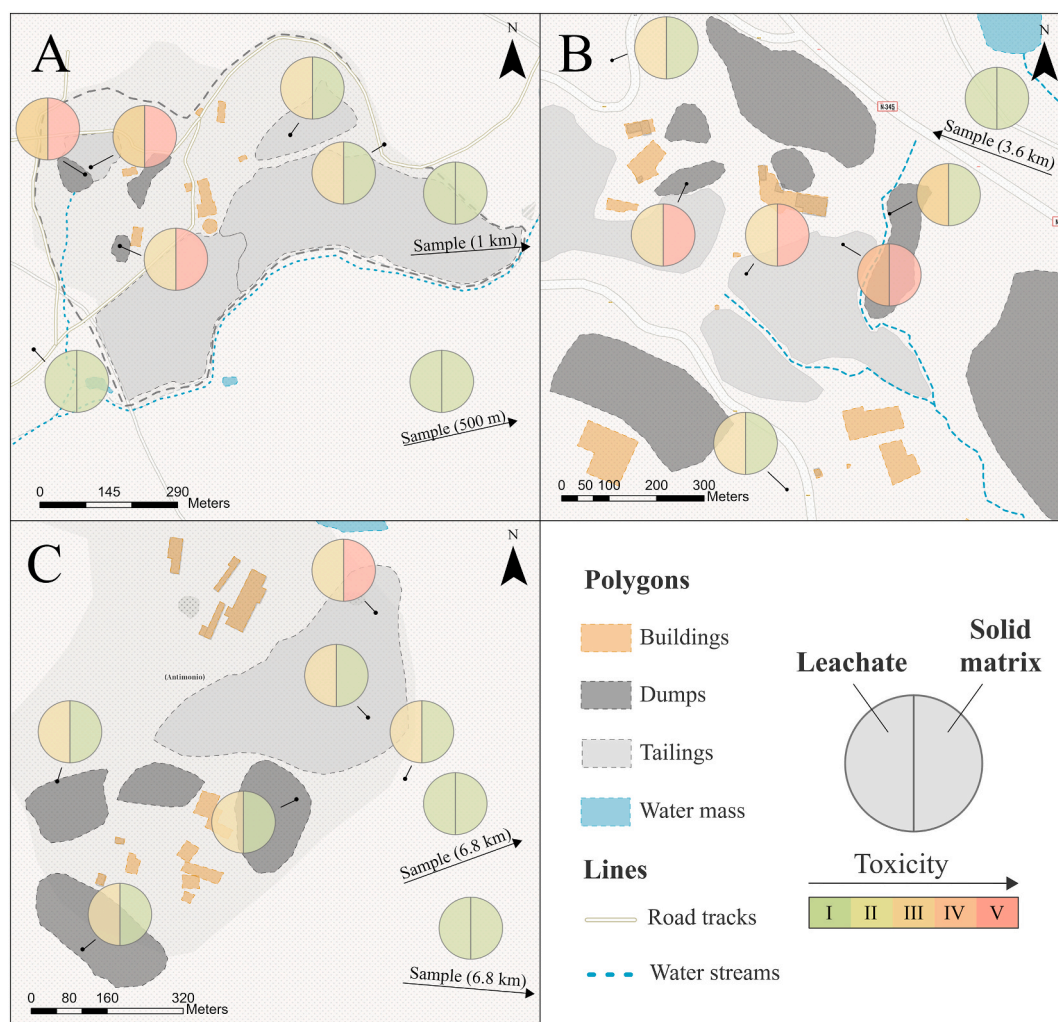 A
N
Sample (1 km)
Sample (500 m)
0 145 290
Meters
B
N
N-345
N
Sample (3.6 km)
0 50 100 200 300
Meters
C
N
(Antimonio)
Sample (6.8 km)
Sample (6.8 km)
0 80 160 320
Meters
Polygons
Buildings
Dumps
Tailings
Water mass
Lines
Road tracks
Water streams
Leachate
Solid
matrix
Toxicity
I II III IV V